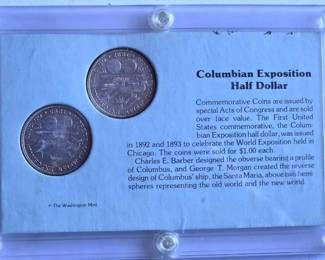 Columbian Exposition
Half Dollar
Commemorative Coins are issued by
special Acts of Congress and are sold
over face value. The First United
States commemorative, the Colum-
bian Exposition half dollar, was issued
in 1892 and 1893 to celebrate the World Exposition held in
Chicago. The coins were sold for $1.00 each.
Charles E. Barber designed the obverse bearing a profile
of Columbus, and George T. Morgan created the reverse
design of Columbus' ship, the Santa Maria, above two hemi
spheres representing the old world and the new world.
The Washington Mint